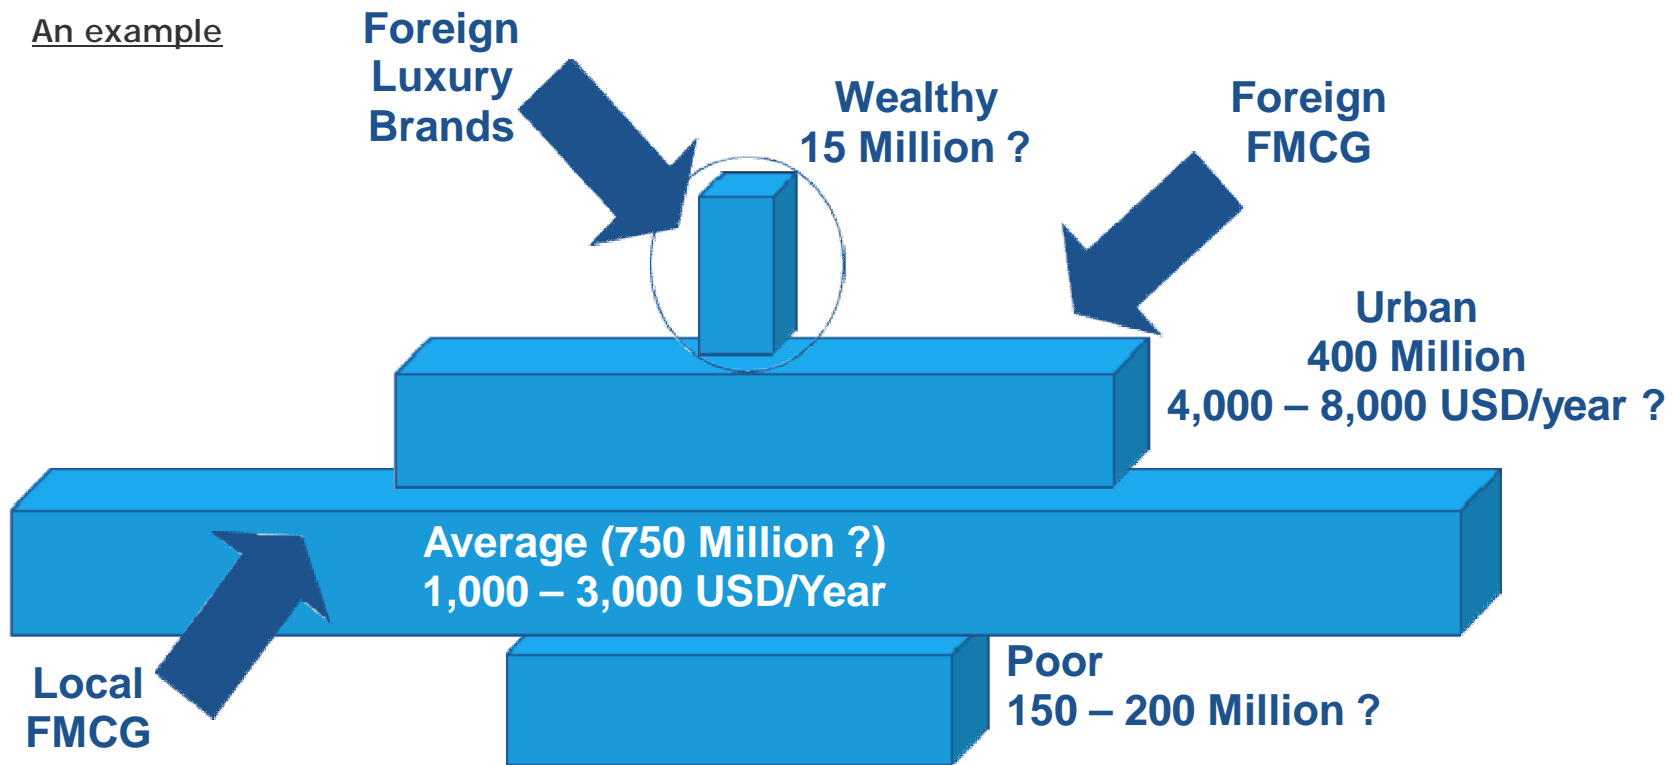 An example
Foreign
Luxury
Brands
Wealthy
15 Million ?
Foreign
FMCG
Urban
400 Million
4,000 – 8,000 USD/year ?
Average (750 Million ?)
1,000 – 3,000 USD/Year
Local
FMCG
Poor
150 – 200 Million ?